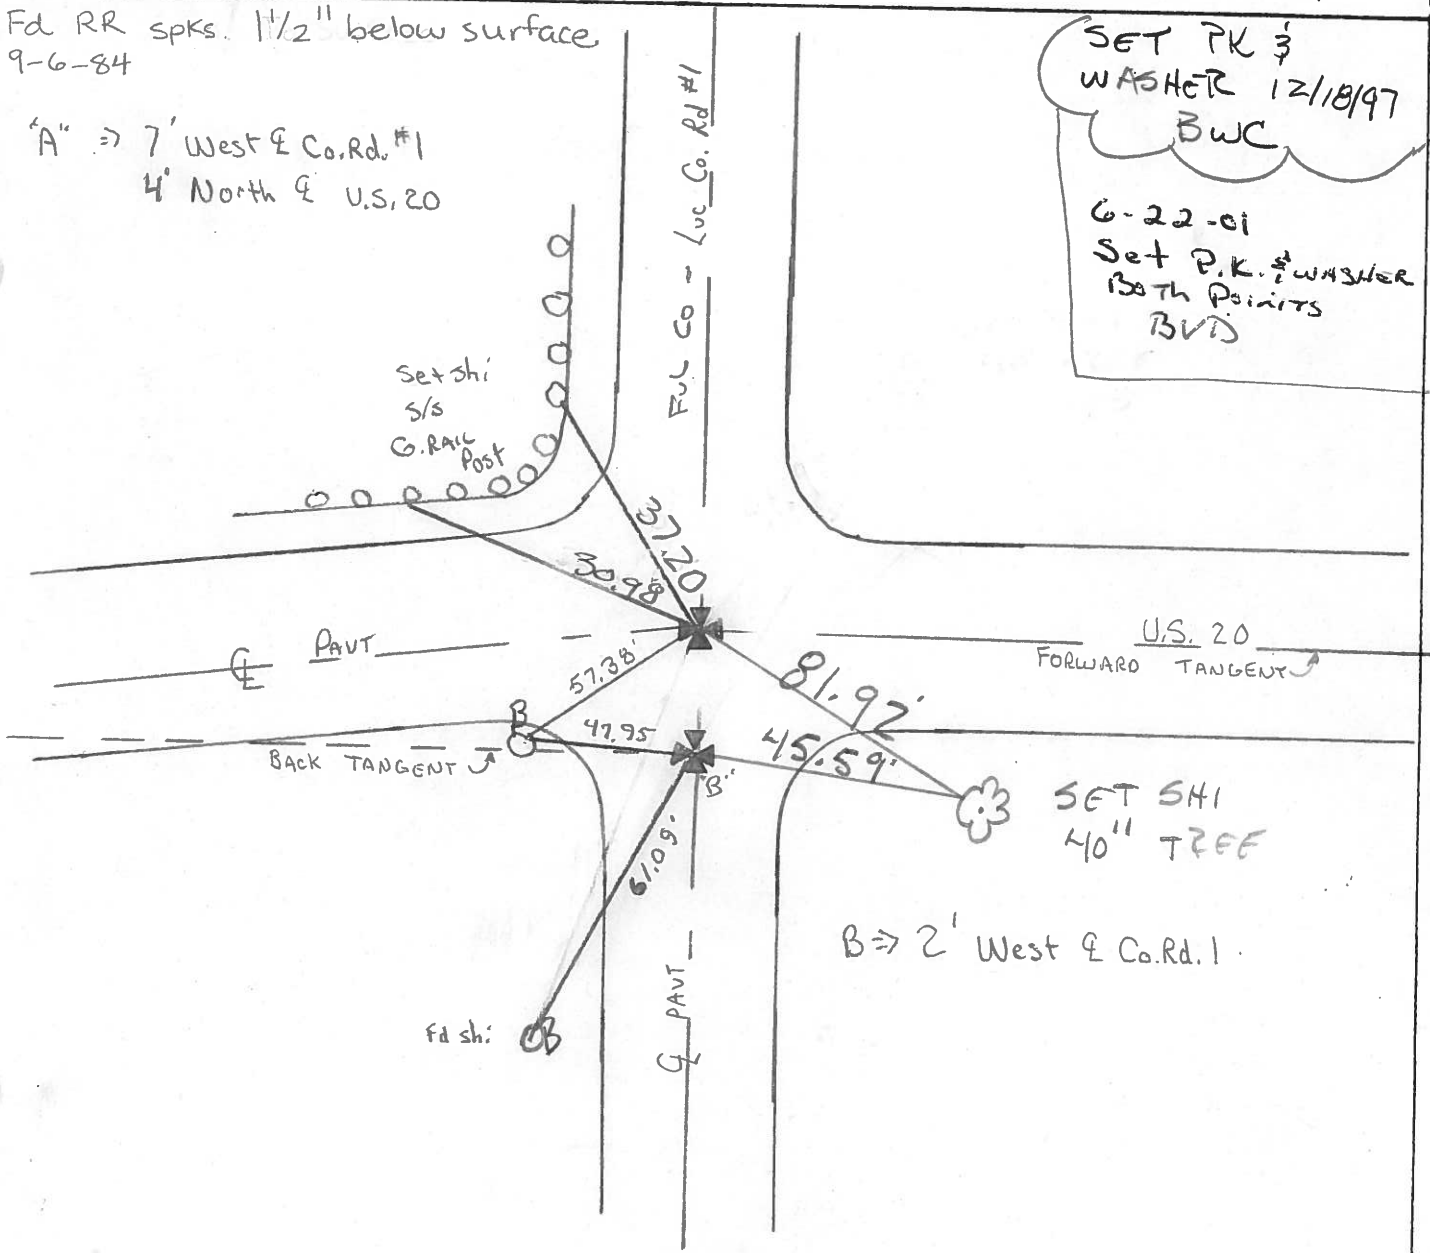 Fd RR spks. 1 1/2" below surface
9-6-84
"A" => 7' West ℄ Co.Rd. #1
4' North ℄ U.S. 20
SET PK &
WASHER 12/18/97
BWC
6-22-01
Set P.K. & WASHER
Both Points
BVD
Ful Co - Luc Co. Rd #1
Set shi
S/S
G.RAIL
Post
37.20
30.98
℄ PAVT
57.38'
81.92'
U.S. 20
FORWARD TANGENT
B
47.95
45.59'
BACK TANGENT
"B"
SET SHI
40" TREE
61.09'
B => 2' West ℄ Co.Rd. 1.
Fd shi
B
℄ PAVT